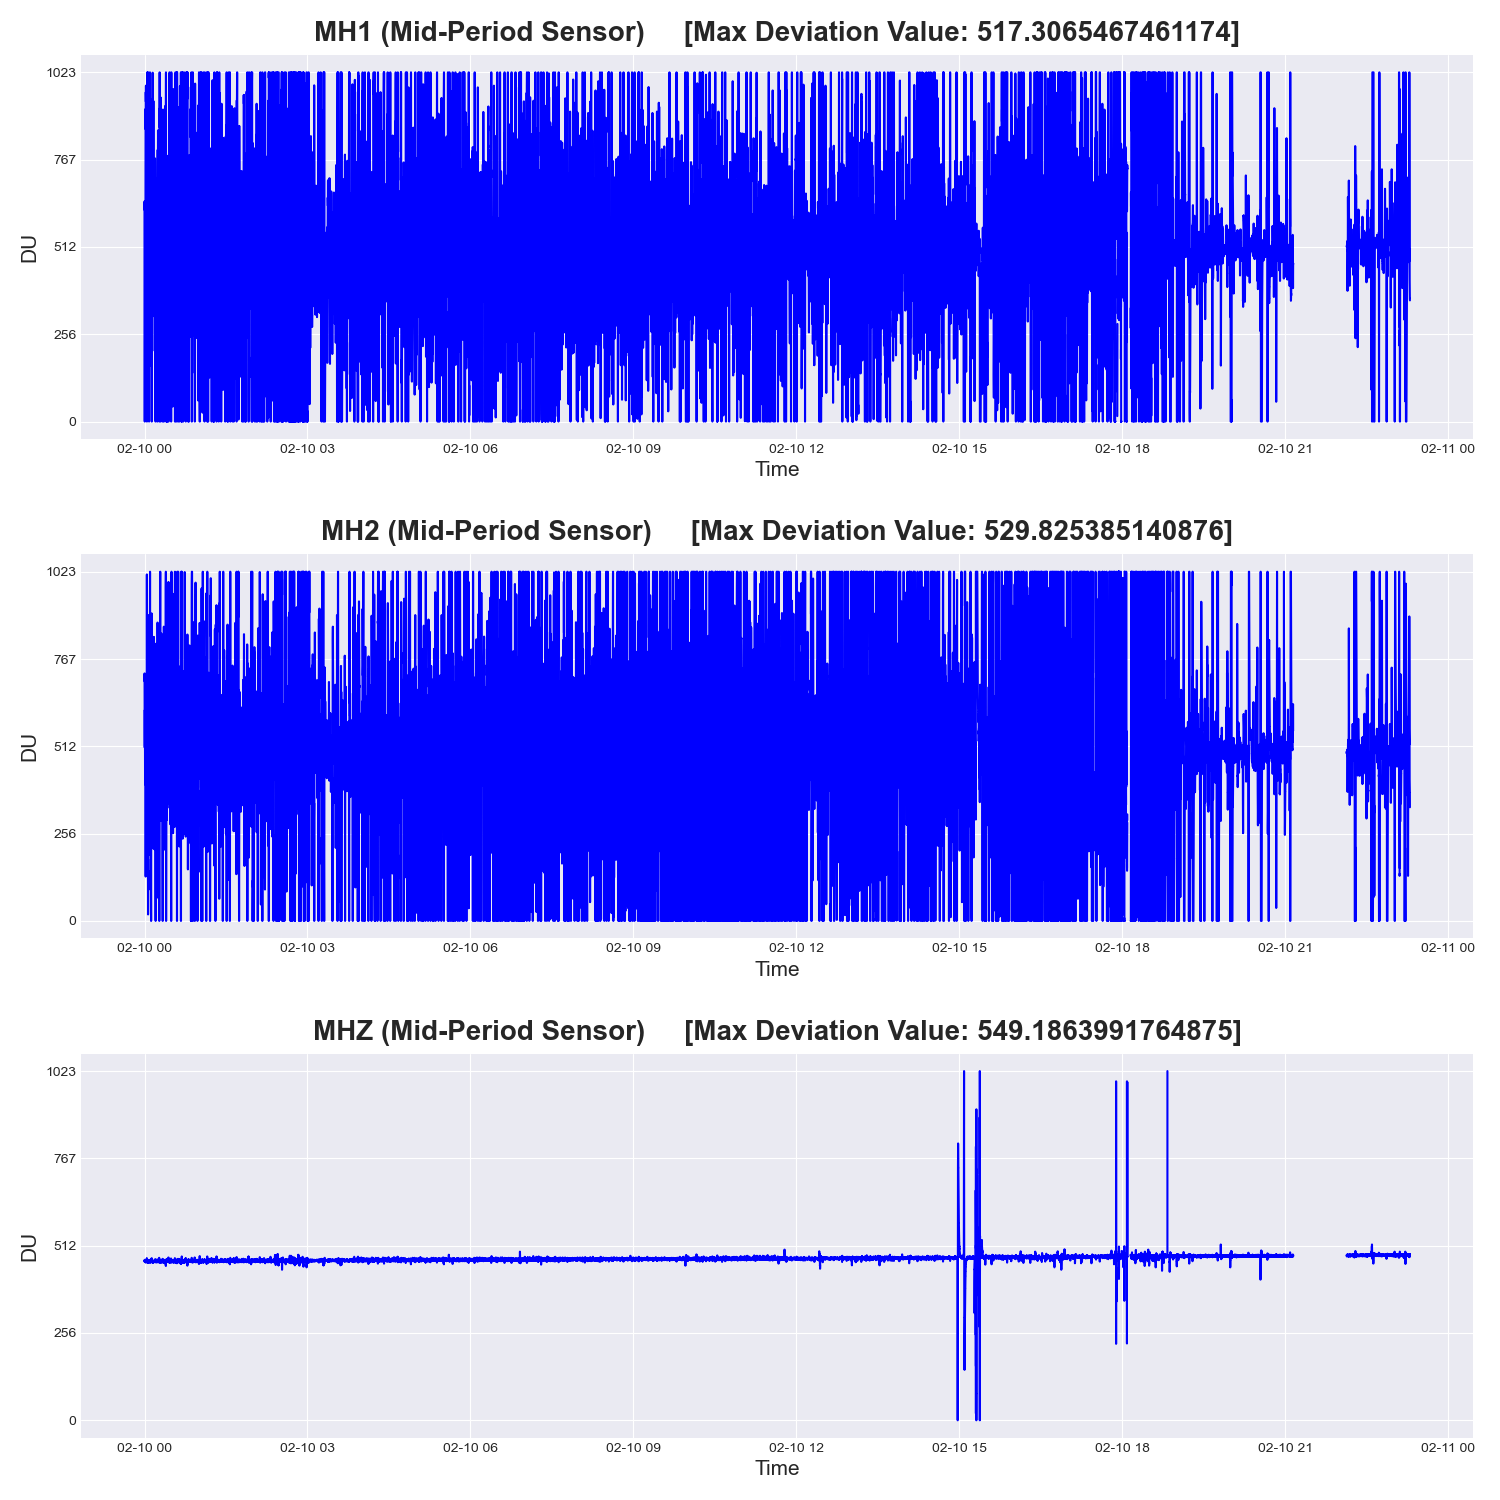 MH1 (Mid-Period Sensor) [Max Deviation Value: 517.3065467461174]
1023
767
512
256
0
DU
02-10 00 02-10 03 02-10 06 02-10 09 02-10 12 02-10 15 02-10 18 02-10 21 02-11 00
Time
MH2 (Mid-Period Sensor) [Max Deviation Value: 529.825385140876]
1023
767
512
256
0
DU
02-10 00 02-10 03 02-10 06 02-10 09 02-10 12 02-10 15 02-10 18 02-10 21 02-11 00
Time
MHZ (Mid-Period Sensor) [Max Deviation Value: 549.1863991764875]
1023
767
512
256
0
DU
02-10 00 02-10 03 02-10 06 02-10 09 02-10 12 02-10 15 02-10 18 02-10 21 02-11 00
Time